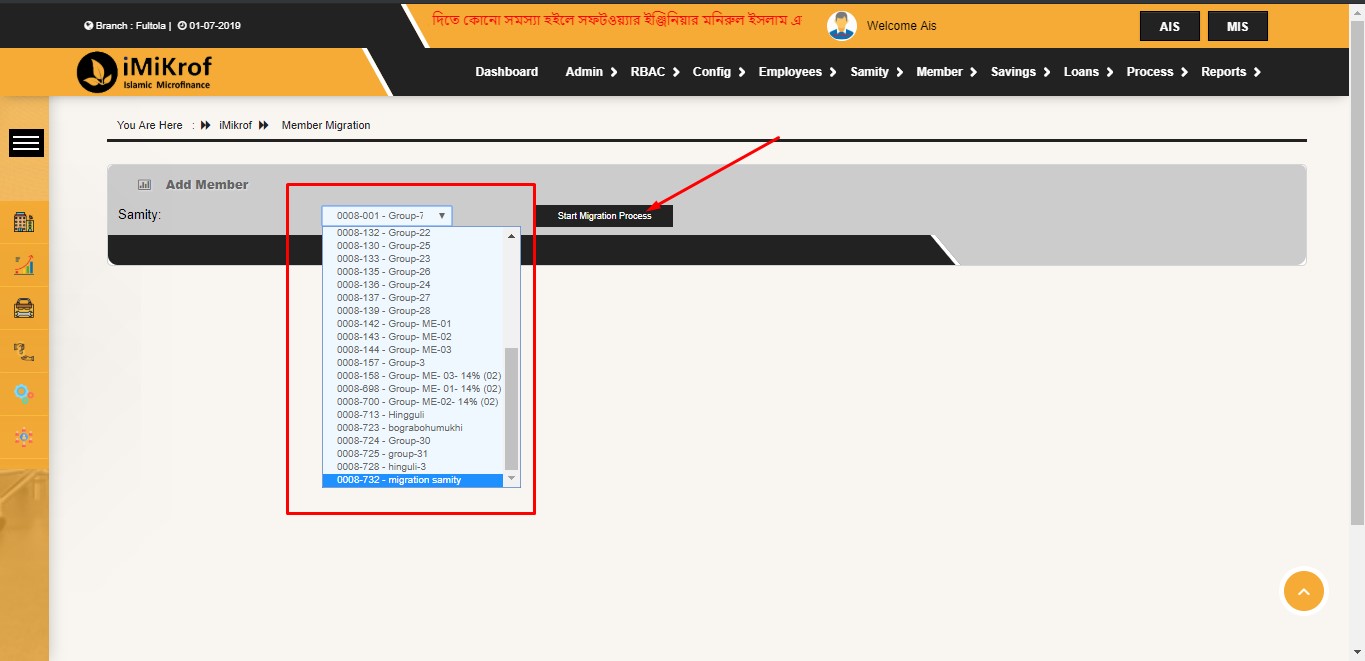 Branch : Fultola | 01-07-2019
দিতে কোনো সমস্যা হইলে সফটওয়্যার ইঞ্জিনিয়ার মনিরুল ইসলাম এ
Welcome Ais
AIS
MIS
iMiKrof
Islamic Microfinance
Dashboard Admin RBAC Config Employees Samity Member Savings Loans Process Reports
You Are Here : iMikrof Member Migration
Add Member
Samity:
0008-001 - Group-7
Start Migration Process
0008-132 - Group-22
0008-130 - Group-25
0008-133 - Group-23
0008-135 - Group-26
0008-136 - Group-24
0008-137 - Group-27
0008-139 - Group-28
0008-142 - Group- ME-01
0008-143 - Group- ME-02
0008-144 - Group- ME-03
0008-157 - Group-3
0008-158 - Group- ME- 03- 14% (02)
0008-698 - Group- ME- 01- 14% (02)
0008-700 - Group- ME-02- 14% (02)
0008-713 - Hingguli
0008-723 - bograbohumukhi
0008-724 - Group-30
0008-725 - group-31
0008-728 - hinguli-3
0008-732 - migration samity